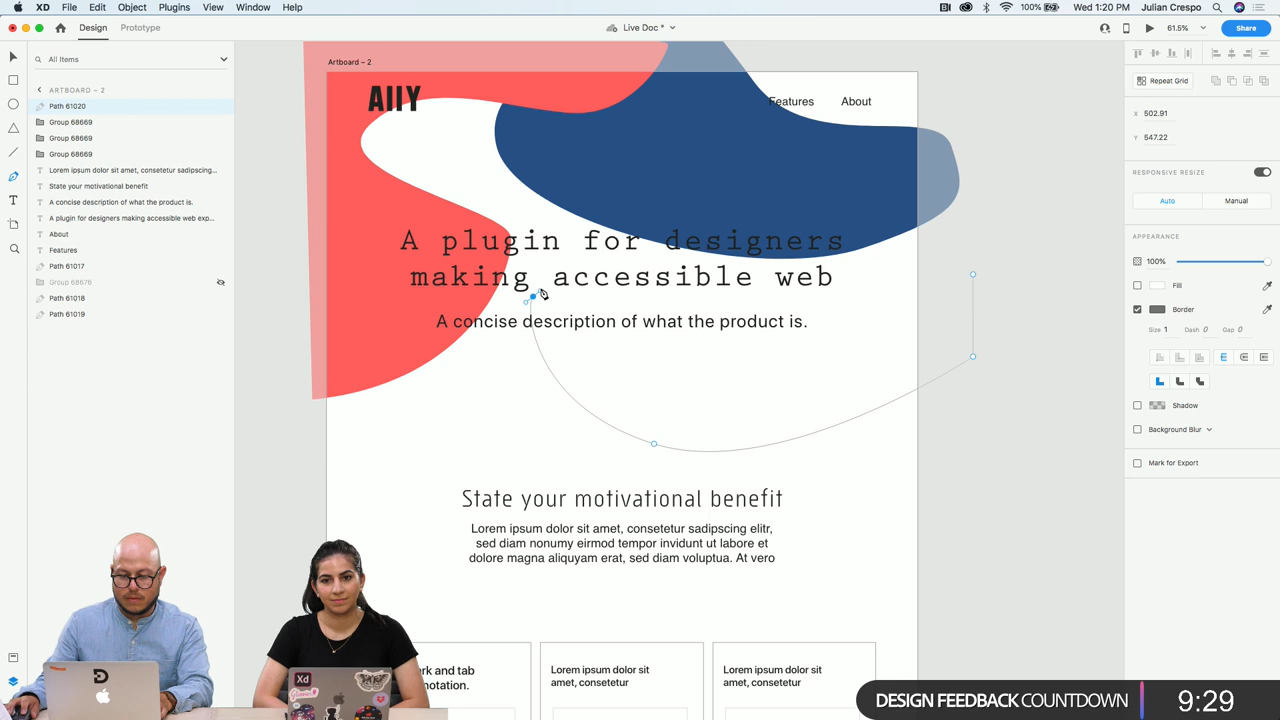 XD File Edit Object Plugins View Window Help
100% Wed 1:20 PM Julian Crespo
Design Prototype
Live Doc *
61.5%
Share
All Items
ARTBOARD – 2
Path 61020
Group 68669
Group 68669
Group 68669
Lorem ipsum dolor sit amet, consetetur sadipscing...
State your motivational benefit
A concise description of what the product is.
A plugin for designers making accessible web exp...
About
Features
Path 61017
Group 68676
Path 61018
Path 61019
Artboard – 2
AllY
Features About
A plugin for designers
making accessible web
A concise description of what the product is.
State your motivational benefit
Lorem ipsum dolor sit amet, consetetur sadipscing elitr,
sed diam nonumy eirmod tempor invidunt ut labore et
dolore magna aliquyam erat, sed diam voluptua. At vero
and tab
notation.
Lorem ipsum dolor sit
amet, consetetur
Lorem ipsum dolor sit
amet, consetetur
Repeat Grid
X 502.91
Y 547.22
RESPONSIVE RESIZE
Auto Manual
APPEARANCE
100%
Fill
Border
Size 1 Dash 0 Gap 0
Shadow
Background Blur
Mark for Export
Xd
DESIGN FEEDBACK COUNTDOWN 9:29